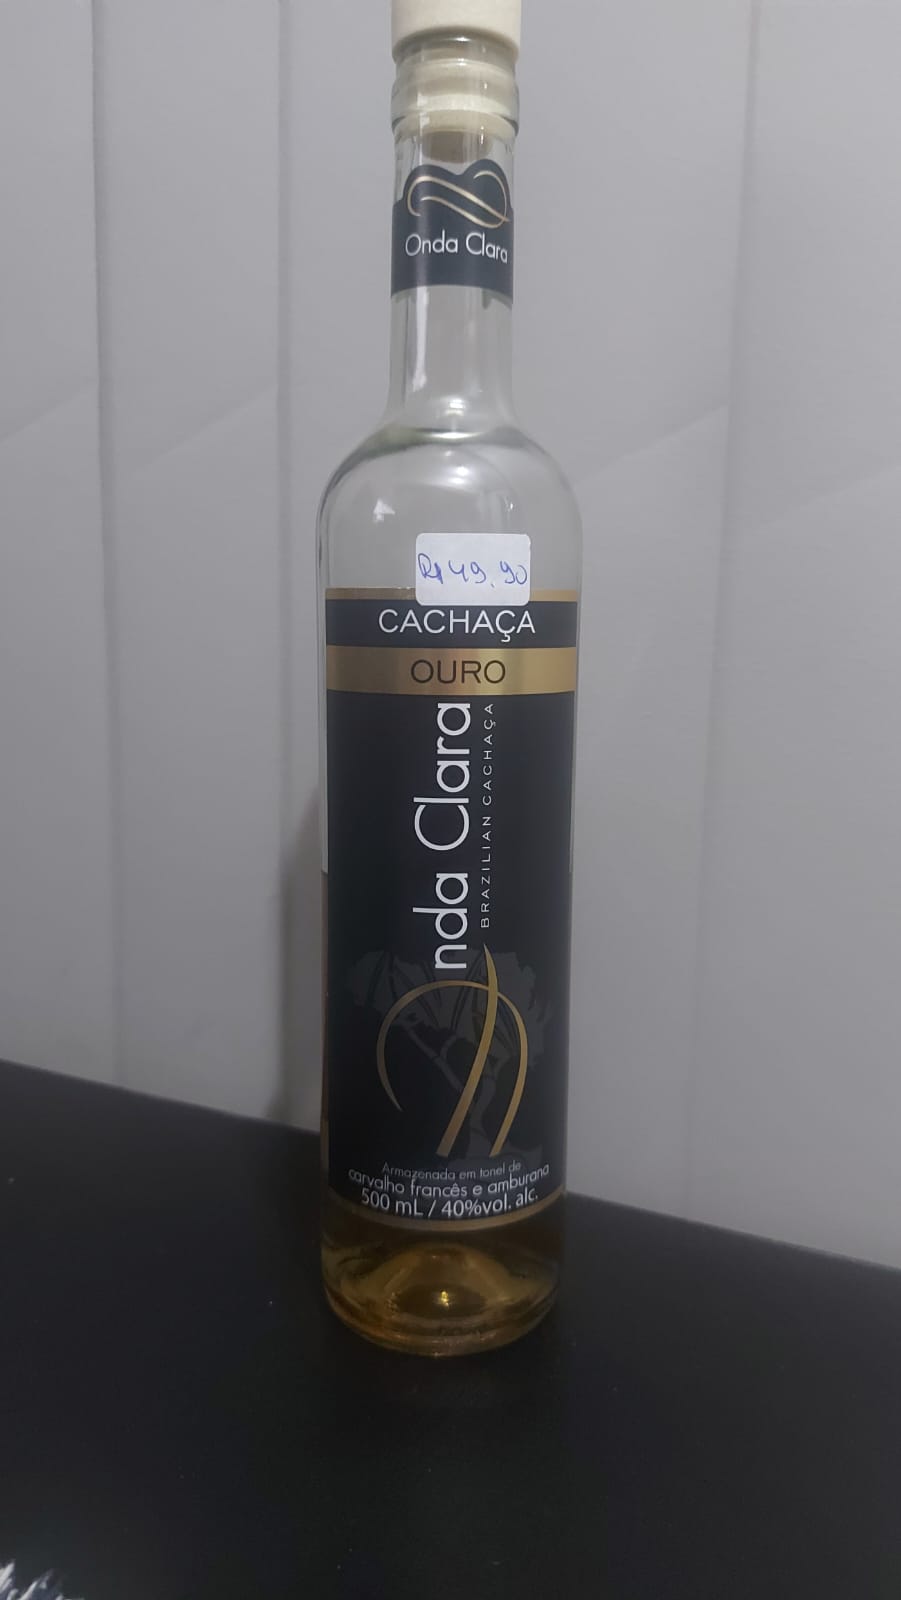 Onda Clara
R$ 49,90
CACHAÇA
OURO
nda Clara
BRAZILIAN CACHAÇA
Armazenada em tonel de
carvalho francês e amburana
500 mL / 40%vol. alc.